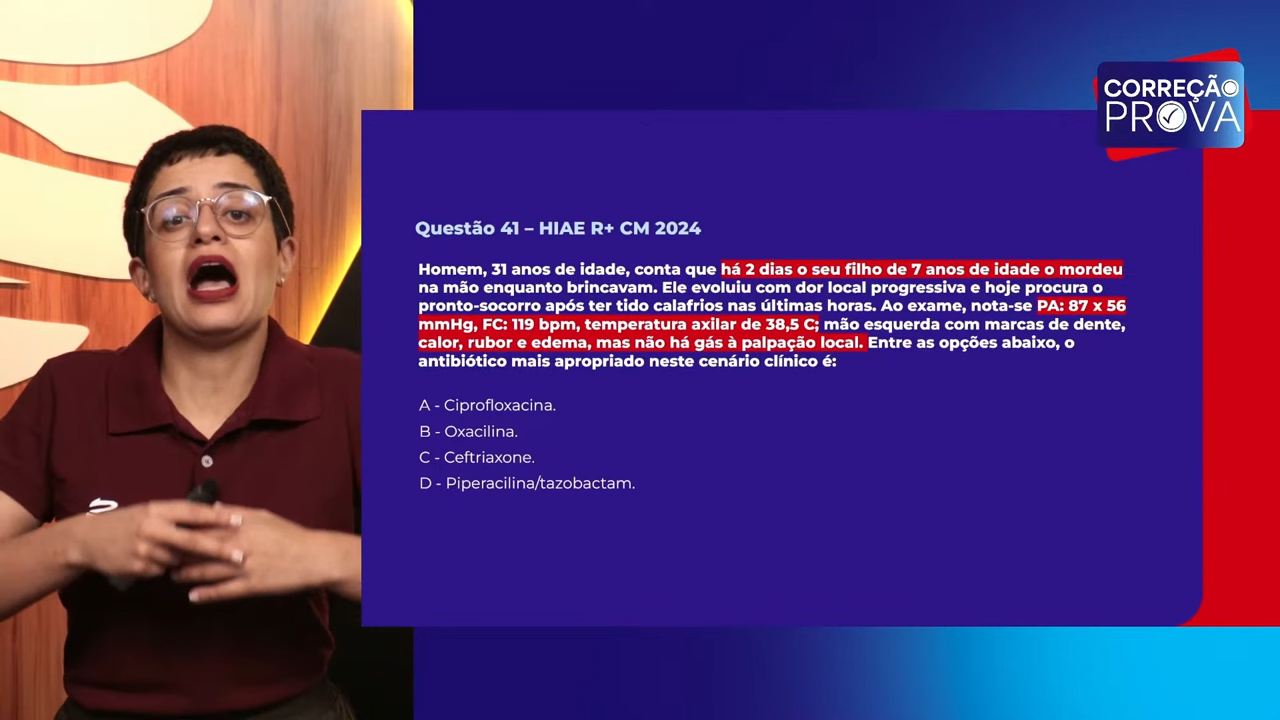 CORREÇÃO
PROVA
Questão 41 – HIAE R+ CM 2024
Homem, 31 anos de idade, conta que há 2 dias o seu filho de 7 anos de idade o mordeu
na mão enquanto brincavam. Ele evoluiu com dor local progressiva e hoje procura o
pronto-socorro após ter tido calafrios nas últimas horas. Ao exame, nota-se PA: 87 x 56
mmHg, FC: 119 bpm, temperatura axilar de 38,5 C; mão esquerda com marcas de dente,
calor, rubor e edema, mas não há gás à palpação local. Entre as opções abaixo, o
antibiótico mais apropriado neste cenário clínico é:
A - Ciprofloxacina.
B - Oxacilina.
C - Ceftriaxone.
D - Piperacilina/tazobactam.